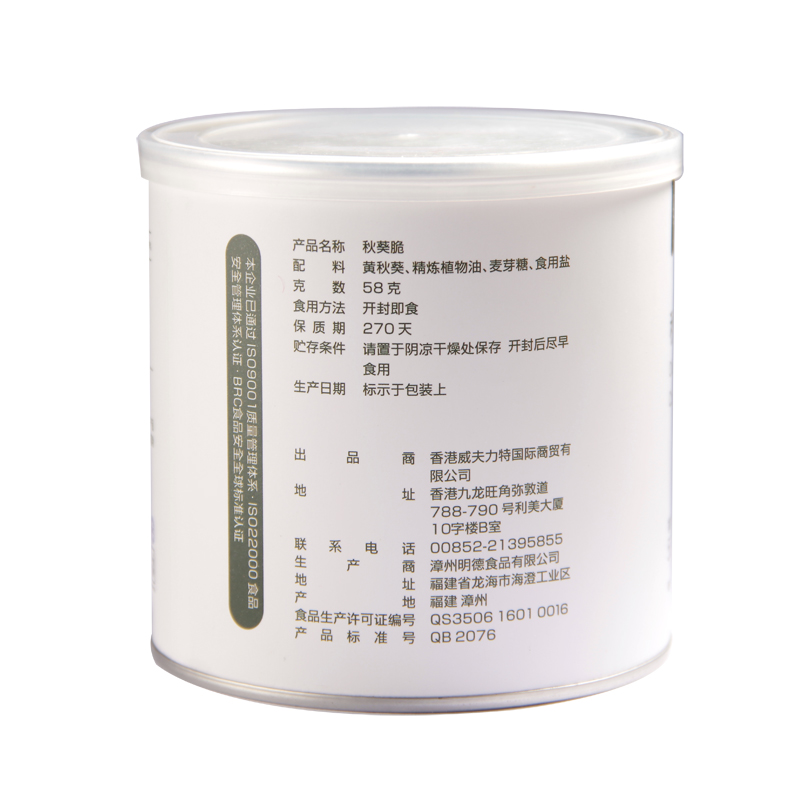 本企业已通过 ISO9001质量管理体系·ISO22000 食品
安全管理体系认证·BRC食品安全全球标准认证
产品名称 秋葵脆
配料 黄秋葵、精炼植物油、麦芽糖、食用盐
克数 58克
食用方法 开封即食
保质期 270天
贮存条件 请置于阴凉干燥处保存 开封后尽早
食用
生产日期 标示于包装上
出品商 香港威夫力特国际商贸有
限公司
地址 香港九龙旺角弥敦道
788-790 号利美大厦
10字楼B室
联系电话 00852-21395855
生产商 漳州明德食品有限公司
地址 福建省龙海市海澄工业区
产地 福建 漳州
食品生产许可证编号 QS3506 1601 0016
产品标准号 QB 2076